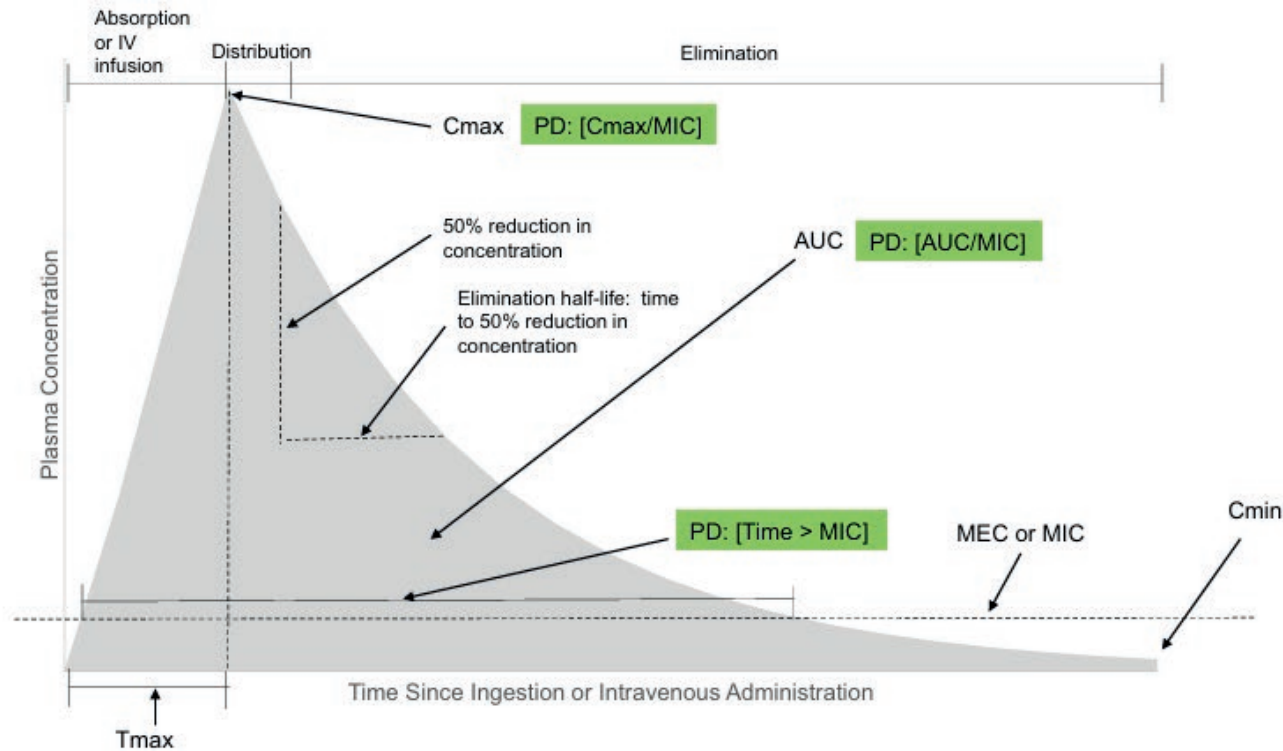 Absorption
or IV
infusion
Distribution
Elimination
Cmax
PD: [Cmax/MIC]
50% reduction in
concentration
AUC
PD: [AUC/MIC]
Elimination half-life: time
to 50% reduction in
concentration
Plasma Concentration
PD: [Time > MIC]
MEC or MIC
Cmin
Time Since Ingestion or Intravenous Administration
Tmax